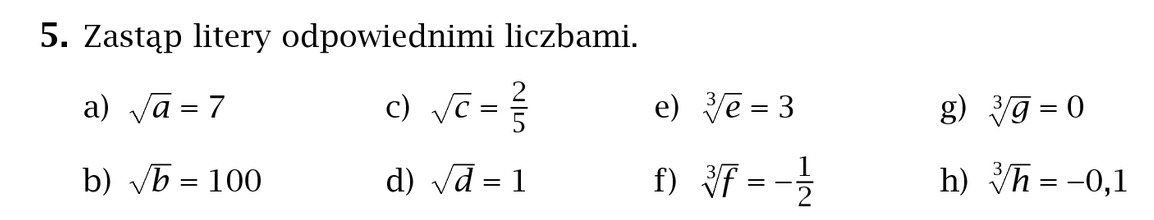 5. Zastąp litery odpowiednimi liczbami.
a) √a = 7 c) √c = 2/5 e) ∛e = 3 g) ∛g = 0
b) √b = 100 d) √d = 1 f) ∛f = −1/2 h) ∛h = −0,1